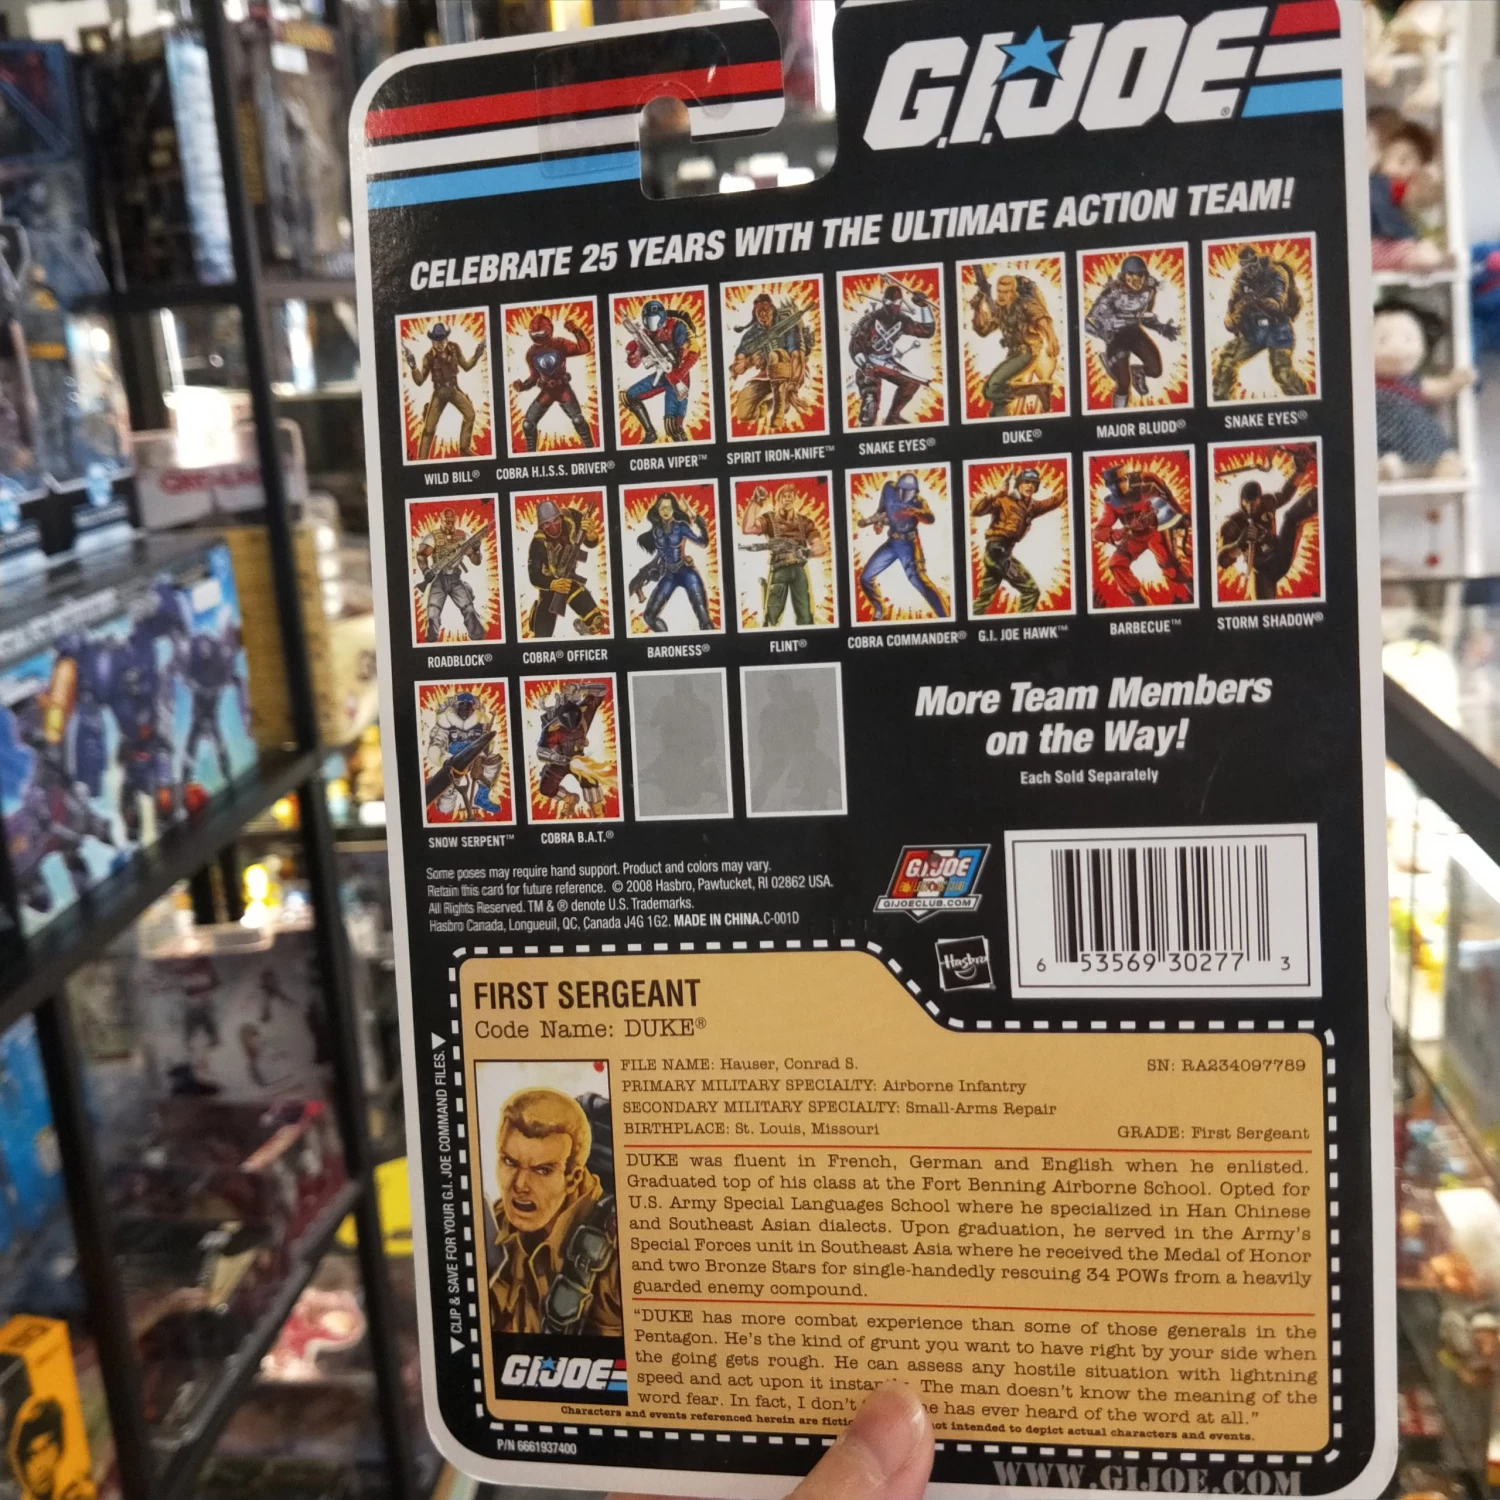 G.I. JOE®
CELEBRATE 25 YEARS WITH THE ULTIMATE ACTION TEAM!
WILD BILL® COBRA H.I.S.S. DRIVER® COBRA VIPER™ SPIRIT IRON-KNIFE™ SNAKE EYES® DUKE® MAJOR BLUDD® SNAKE EYES®
ROADBLOCK® COBRA® OFFICER BARONESS® FLINT® COBRA COMMANDER® G.I. JOE HAWK™ BARBECUE™ STORM SHADOW®
SNOW SERPENT™ COBRA B.A.T.®
More Team Members
on the Way!
Each Sold Separately
Some poses may require hand support. Product and colors may vary.
Retain this card for future reference. © 2008 Hasbro, Pawtucket, RI 02862 USA.
All Rights Reserved. TM & ® denote U.S. Trademarks.
Hasbro Canada, Longueuil, QC, Canada J4G 1G2. MADE IN CHINA. C-001D
G.I. JOE
GIJOECLUB.COM
Hasbro
6 53569 30277 3
▼CLIP & SAVE FOR YOUR G.I. JOE COMMAND FILES.▼
FIRST SERGEANT
Code Name: DUKE®
FILE NAME: Hauser, Conrad S. SN: RA234097789
PRIMARY MILITARY SPECIALTY: Airborne Infantry
SECONDARY MILITARY SPECIALTY: Small-Arms Repair
BIRTHPLACE: St. Louis, Missouri GRADE: First Sergeant
DUKE was fluent in French, German and English when he enlisted.
Graduated top of his class at the Fort Benning Airborne School. Opted for
U.S. Army Special Languages School where he specialized in Han Chinese
and Southeast Asian dialects. Upon graduation, he served in the Army's
Special Forces unit in Southeast Asia where he received the Medal of Honor
and two Bronze Stars for single-handedly rescuing 34 POWs from a heavily
guarded enemy compound.
"DUKE has more combat experience than some of those generals in the
Pentagon. He's the kind of grunt you want to have right by your side when
the going gets rough. He can assess any hostile situation with lightning
speed and act upon it The man doesn't know the meaning of the
word fear. In fact, I don't has ever heard of the word at all."
G.I. JOE
Characters and events referenced herein are not intended to depict actual characters and events.
P/N 6661937400
WWW.GIJOE.COM